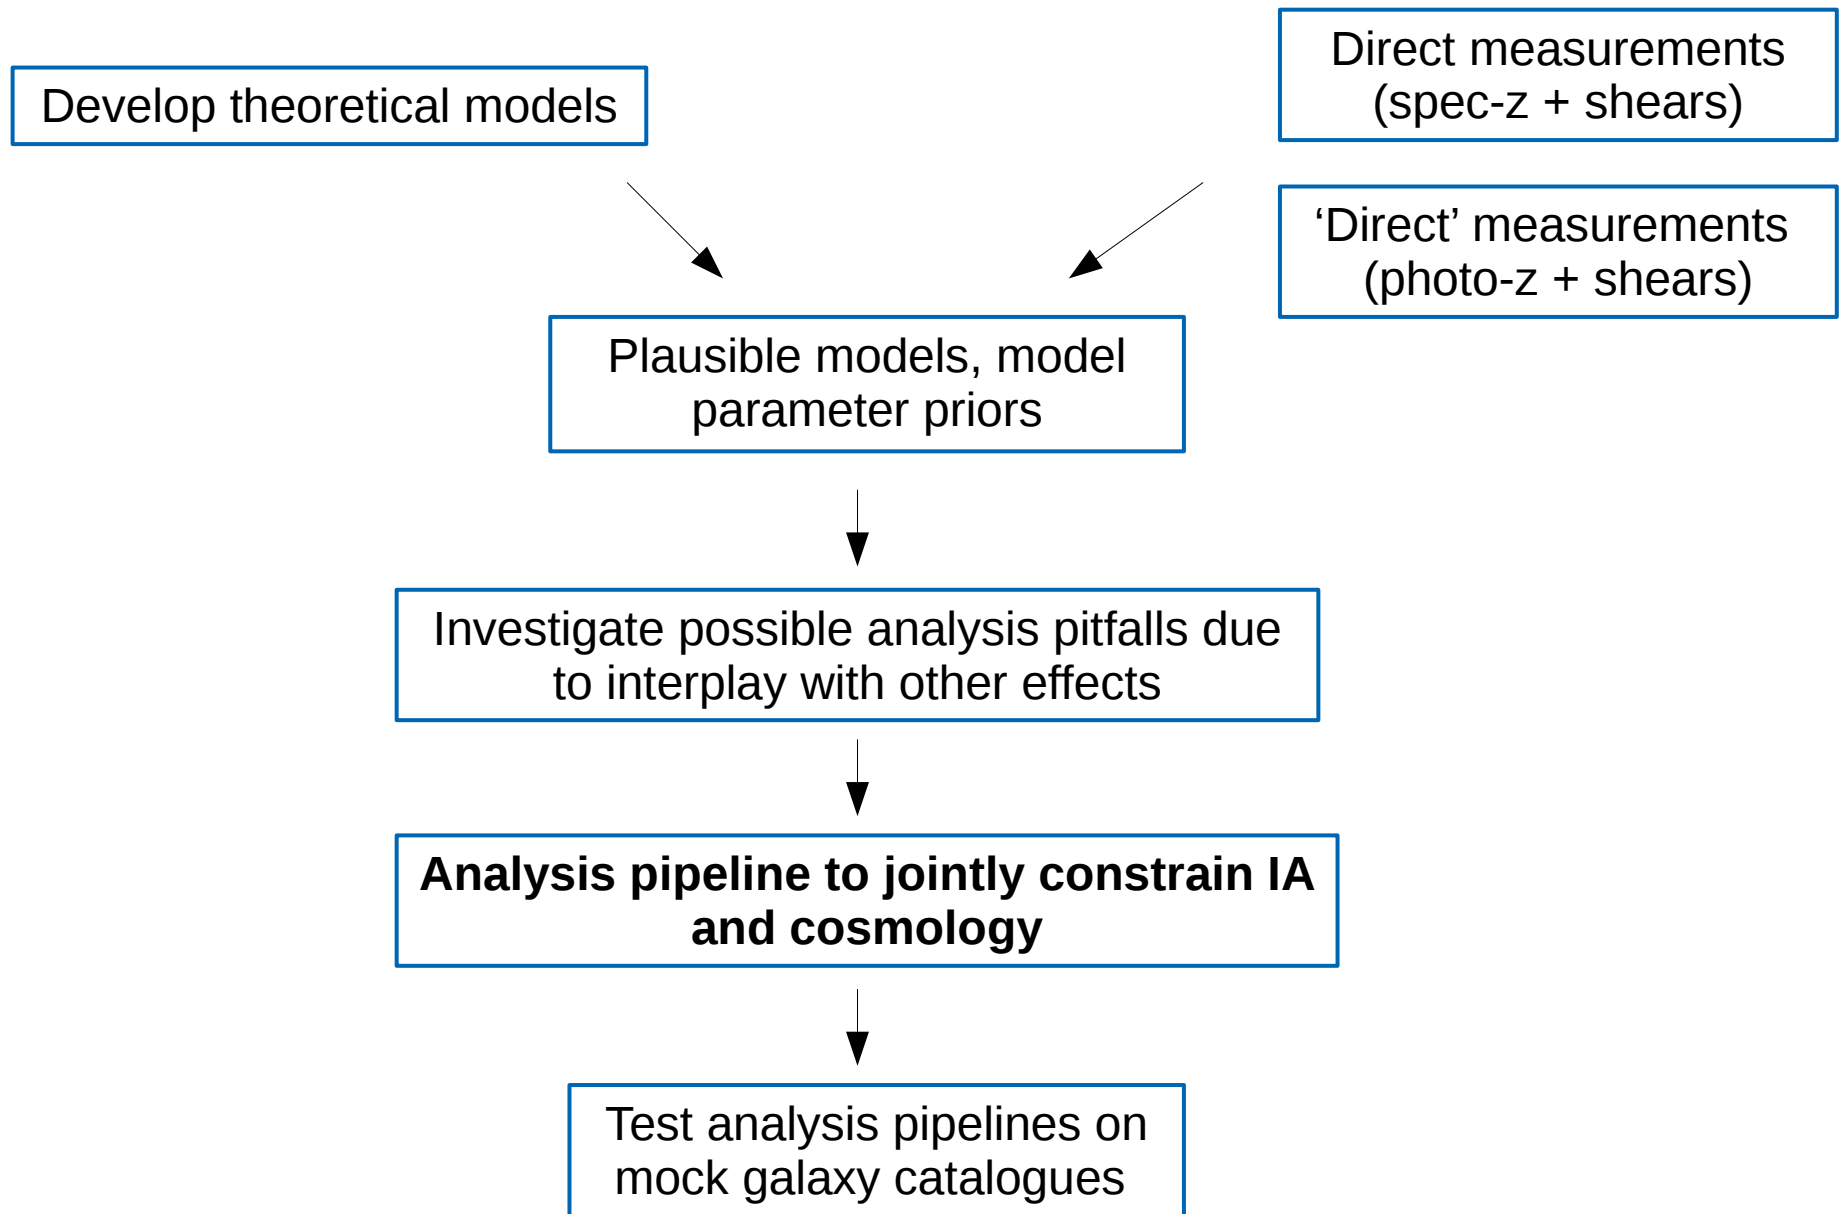 Develop theoretical models
Direct measurements
(spec-z + shears)
‘Direct’ measurements
(photo-z + shears)
Plausible models, model
parameter priors
Investigate possible analysis pitfalls due
to interplay with other effects
Analysis pipeline to jointly constrain IA
and cosmology
Test analysis pipelines on
mock galaxy catalogues